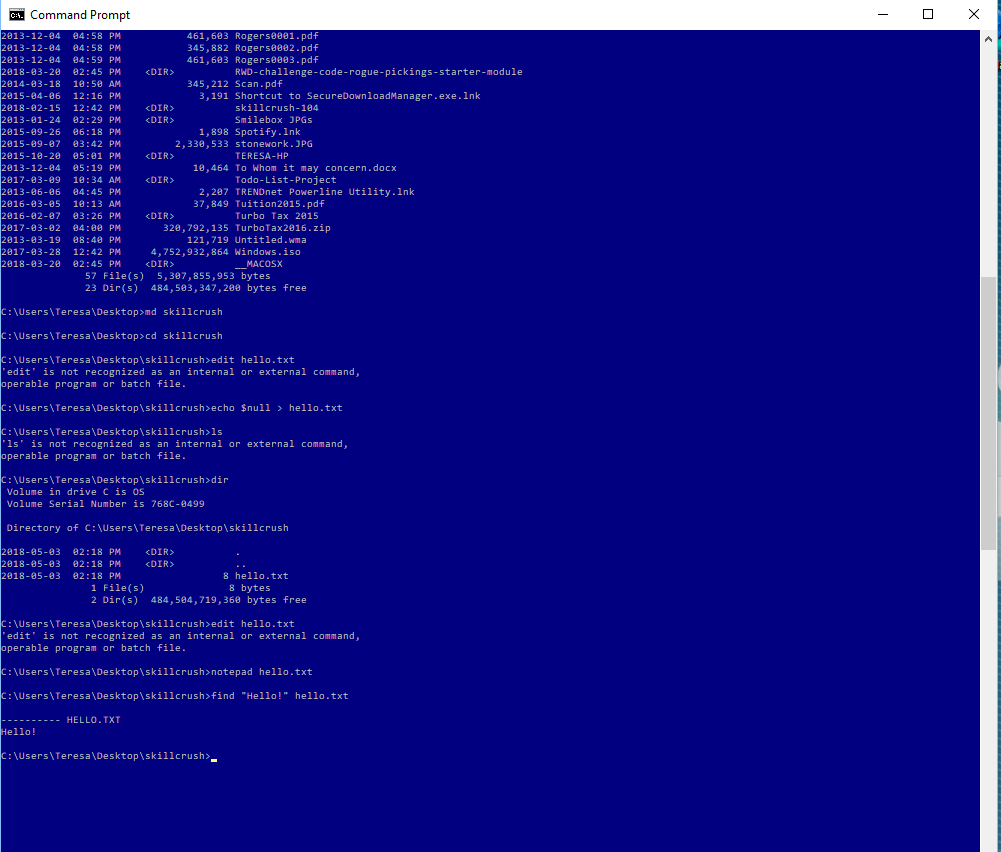 Command Prompt
2013-12-04  04:58 PM           461,603 Rogers0001.pdf
2013-12-04  04:58 PM           345,882 Rogers0002.pdf
2013-12-04  04:59 PM           461,603 Rogers0003.pdf
2018-03-20  02:45 PM    <DIR>          RWD-challenge-code-rogue-pickings-starter-module
2014-03-18  10:50 AM           345,212 Scan.pdf
2015-04-06  12:16 PM             3,191 Shortcut to SecureDownloadManager.exe.lnk
2018-02-15  12:42 PM    <DIR>          skillcrush-104
2013-01-24  02:29 PM    <DIR>          Smilebox JPGs
2015-09-26  06:18 PM             1,898 Spotify.lnk
2015-09-07  03:42 PM         2,330,533 stonework.JPG
2015-10-20  05:01 PM    <DIR>          TERESA-HP
2013-12-04  05:19 PM            10,464 To Whom it may concern.docx
2017-03-09  10:34 AM    <DIR>          Todo-List-Project
2013-06-06  04:45 PM             2,207 TRENDnet Powerline Utility.lnk
2016-03-05  10:13 AM            37,849 Tuition2015.pdf
2016-02-07  03:26 PM    <DIR>          Turbo Tax 2015
2017-03-02  04:00 PM       320,792,135 TurboTax2016.zip
2013-03-19  08:40 PM           121,719 Untitled.wma
2017-03-28  12:42 PM     4,752,932,864 Windows.iso
2018-03-20  02:45 PM    <DIR>          __MACOSX
57 File(s)  5,307,855,953 bytes
23 Dir(s)  484,503,347,200 bytes free
C:\Users\Teresa\Desktop>md skillcrush
C:\Users\Teresa\Desktop>cd skillcrush
C:\Users\Teresa\Desktop\skillcrush>edit hello.txt
'edit' is not recognized as an internal or external command,
operable program or batch file.
C:\Users\Teresa\Desktop\skillcrush>echo $null > hello.txt
C:\Users\Teresa\Desktop\skillcrush>ls
'ls' is not recognized as an internal or external command,
operable program or batch file.
C:\Users\Teresa\Desktop\skillcrush>dir
Volume in drive C is OS
Volume Serial Number is 768C-0499
Directory of C:\Users\Teresa\Desktop\skillcrush
2018-05-03  02:18 PM    <DIR>          .
2018-05-03  02:18 PM    <DIR>          ..
2018-05-03  02:18 PM                 8 hello.txt
1 File(s)              8 bytes
2 Dir(s)  484,504,719,360 bytes free
C:\Users\Teresa\Desktop\skillcrush>edit hello.txt
'edit' is not recognized as an internal or external command,
operable program or batch file.
C:\Users\Teresa\Desktop\skillcrush>notepad hello.txt
C:\Users\Teresa\Desktop\skillcrush>find "Hello!" hello.txt
---------- HELLO.TXT
Hello!
C:\Users\Teresa\Desktop\skillcrush>